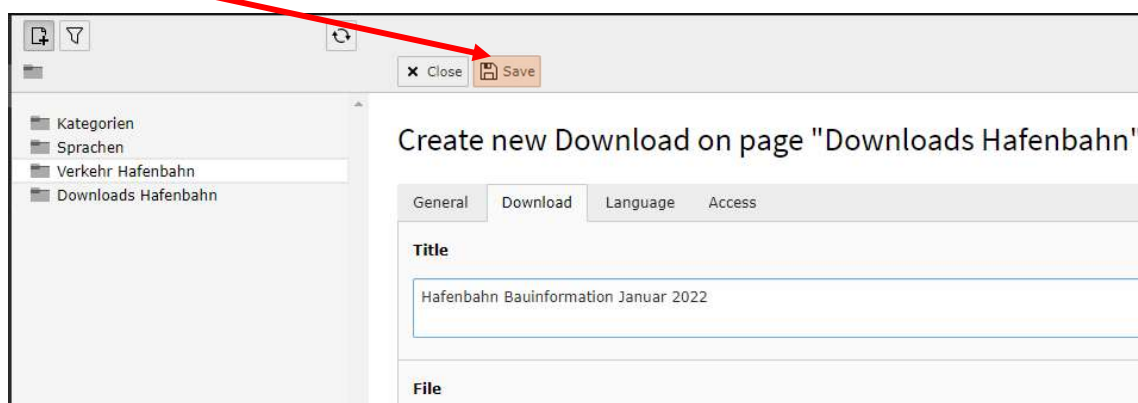 Close Save
Kategorien
Sprachen
Verkehr Hafenbahn
Downloads Hafenbahn
Create new Download on page "Downloads Hafenbahn"
General Download Language Access
Title
Hafenbahn Bauinformation Januar 2022
File